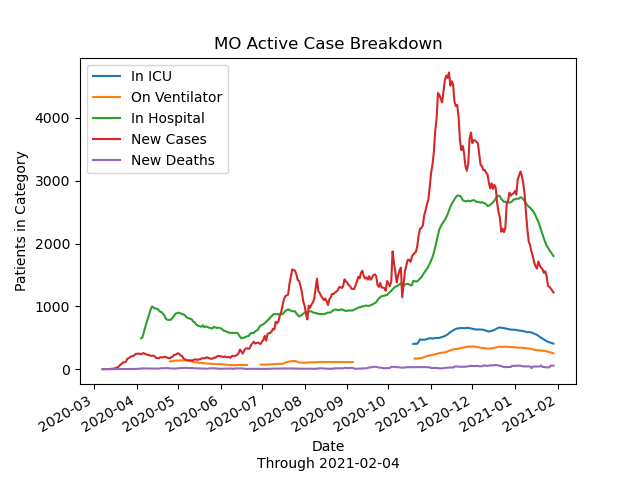 MO Active Case Breakdown
In ICU
On Ventilator
In Hospital
New Cases
New Deaths
Patients in Category
4000
3000
2000
1000
0
2020-03
2020-04
2020-05
2020-06
2020-07
2020-08
2020-09
2020-10
2020-11
2020-12
2021-01
2021-02
Date
Through 2021-02-04